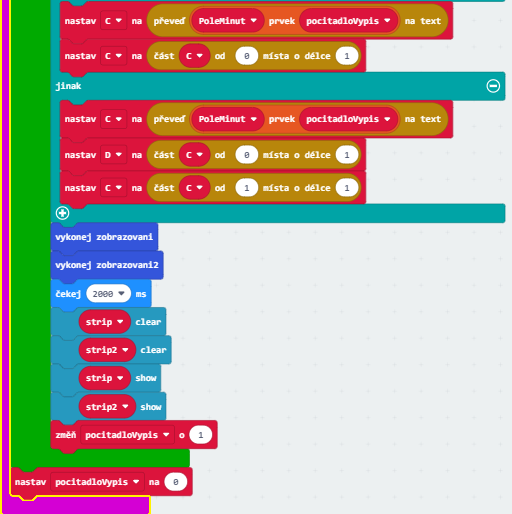 nastav C na převeď PoleMinut prvek pocitadloVypis na text
nastav C na část C od 0 místa o délce 1
jinak
nastav C na převeď PoleMinut prvek pocitadloVypis na text
nastav D na část C od 0 místa o délce 1
nastav C na část C od 1 místa o délce 1
vykonej zobrazovani
vykonej zobrazovani2
čekej 2000 ms
strip clear
strip2 clear
strip show
strip2 show
změň pocitadloVypis o 1
nastav pocitadloVypis na 0